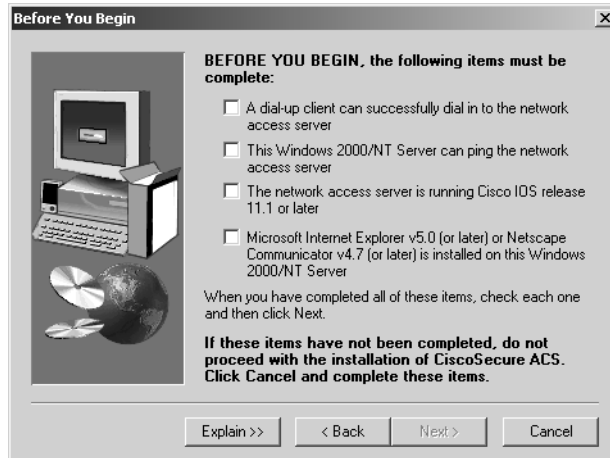 Before You Begin
BEFORE YOU BEGIN, the following items must be
complete:
A dial-up client can successfully dial in to the network
access server
This Windows 2000/NT Server can ping the network
access server
The network access server is running Cisco IOS release
11.1 or later
Microsoft Internet Explorer v5.0 (or later) or Netscape
Communicator v4.7 (or later) is installed on this Windows
2000/NT Server
When you have completed all of these items, check each one
and then click Next.
If these items have not been completed, do not
proceed with the installation of CiscoSecure ACS.
Click Cancel and complete these items.
Explain >> < Back Next > Cancel